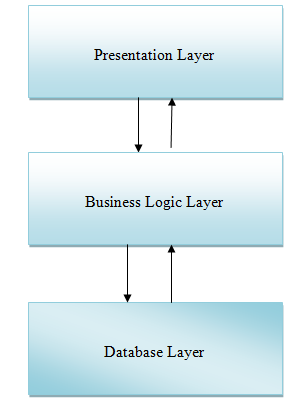 Presentation Layer
Business Logic Layer
Database Layer